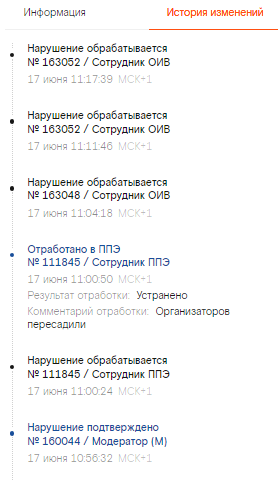 Информация
История изменений
Нарушение обрабатывается
№ 163052 / Сотрудник ОИВ
17 июня 11:17:39 МСК+1
Нарушение обрабатывается
№ 163052 / Сотрудник ОИВ
17 июня 11:11:46 МСК+1
Нарушение обрабатывается
№ 163048 / Сотрудник ОИВ
17 июня 11:04:18 МСК+1
Отработано в ППЭ
№ 111845 / Сотрудник ППЭ
17 июня 11:00:50 МСК+1
Результат отработки: Устранено
Комментарий отработки: Организаторов
пересадили
Нарушение обрабатывается
№ 111845 / Сотрудник ППЭ
17 июня 11:00:24 МСК+1
Нарушение подтверждено
№ 160044 / Модератор (М)
17 июня 10:56:32 МСК+1